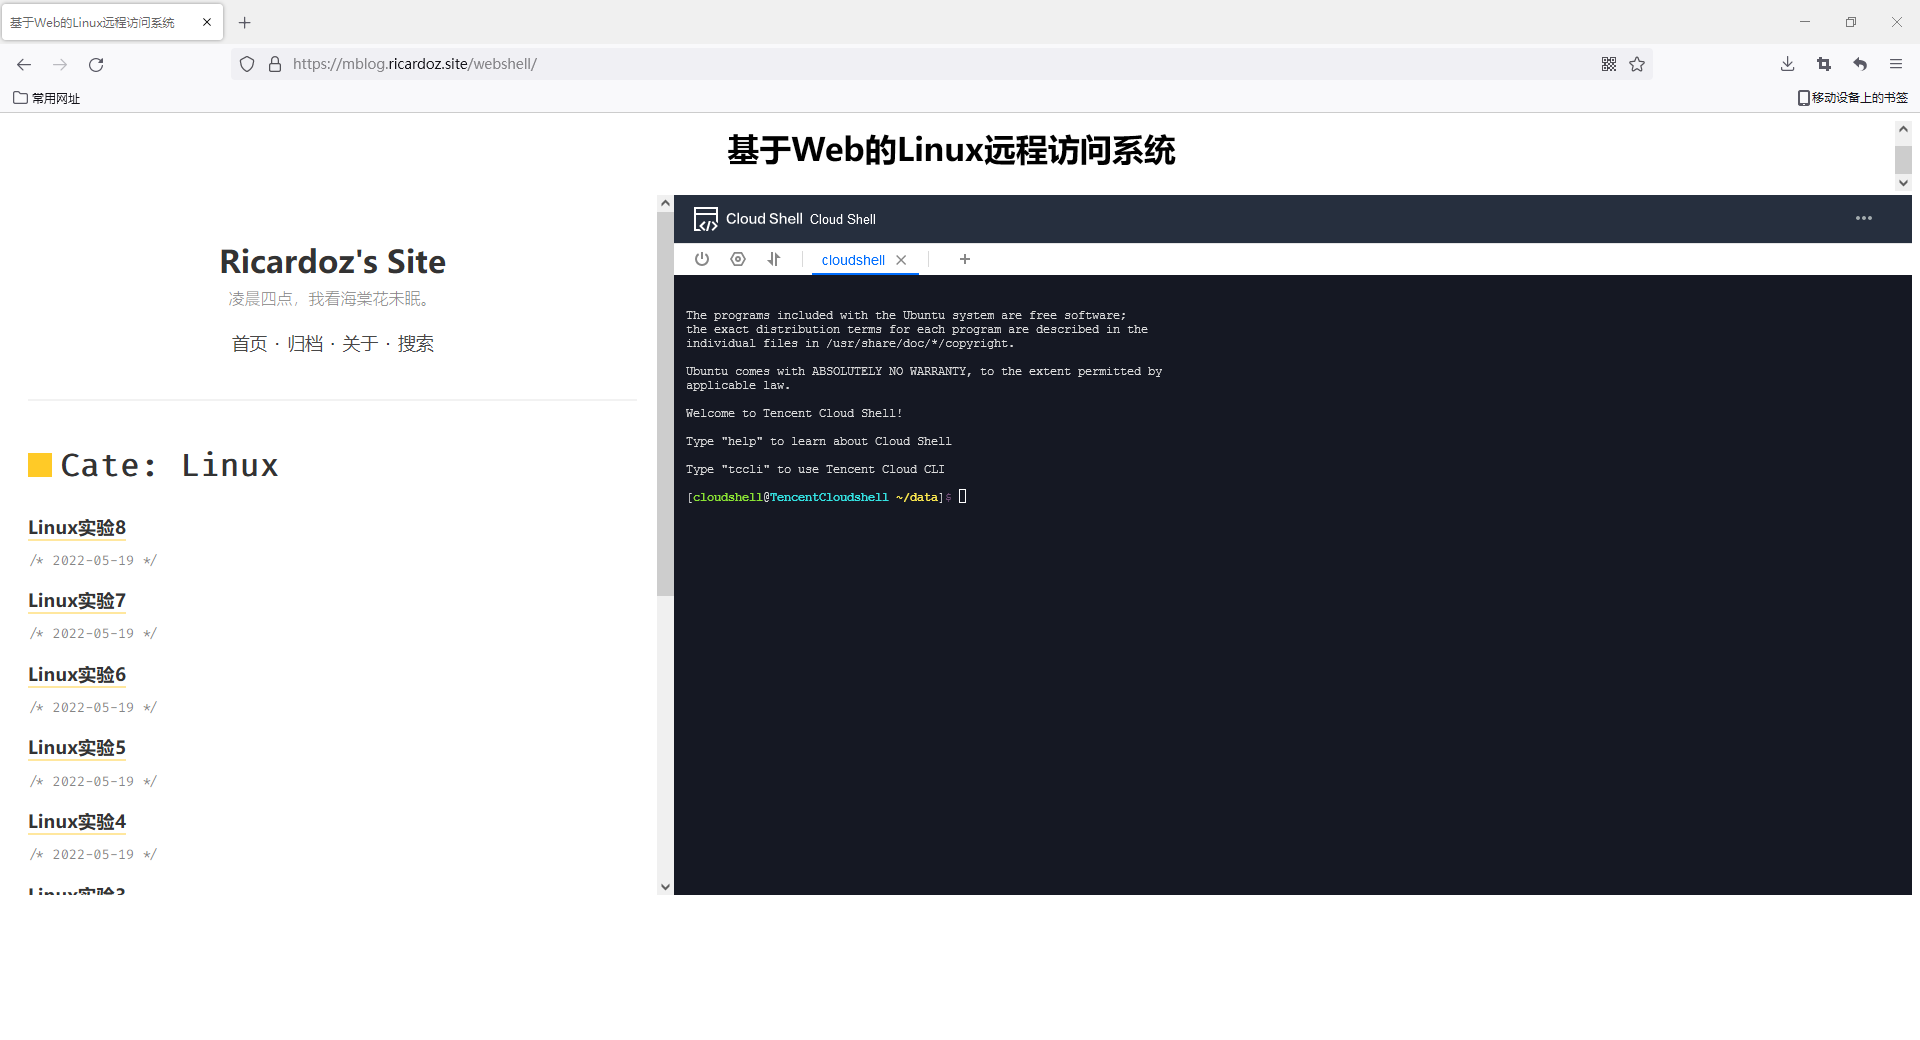 基于Web的Linux远程访问系统
https://mblog.ricardoz.site/webshell/
常用网址
移动设备上的书签
基于Web的Linux远程访问系统
Ricardoz's Site
凌晨四点，我看海棠花未眠。
首页 · 归档 · 关于 · 搜索
Cate: Linux
Linux实验8
/* 2022-05-19 */
Linux实验7
/* 2022-05-19 */
Linux实验6
/* 2022-05-19 */
Linux实验5
/* 2022-05-19 */
Linux实验4
/* 2022-05-19 */
Linux实验3
Cloud Shell Cloud Shell
cloudshell
The programs included with the Ubuntu system are free software;
the exact distribution terms for each program are described in the
individual files in /usr/share/doc/*/copyright.
Ubuntu comes with ABSOLUTELY NO WARRANTY, to the extent permitted by
applicable law.
Welcome to Tencent Cloud Shell!
Type "help" to learn about Cloud Shell
Type "tccli" to use Tencent Cloud CLI
[cloudshell@TencentCloudshell ~/data]$